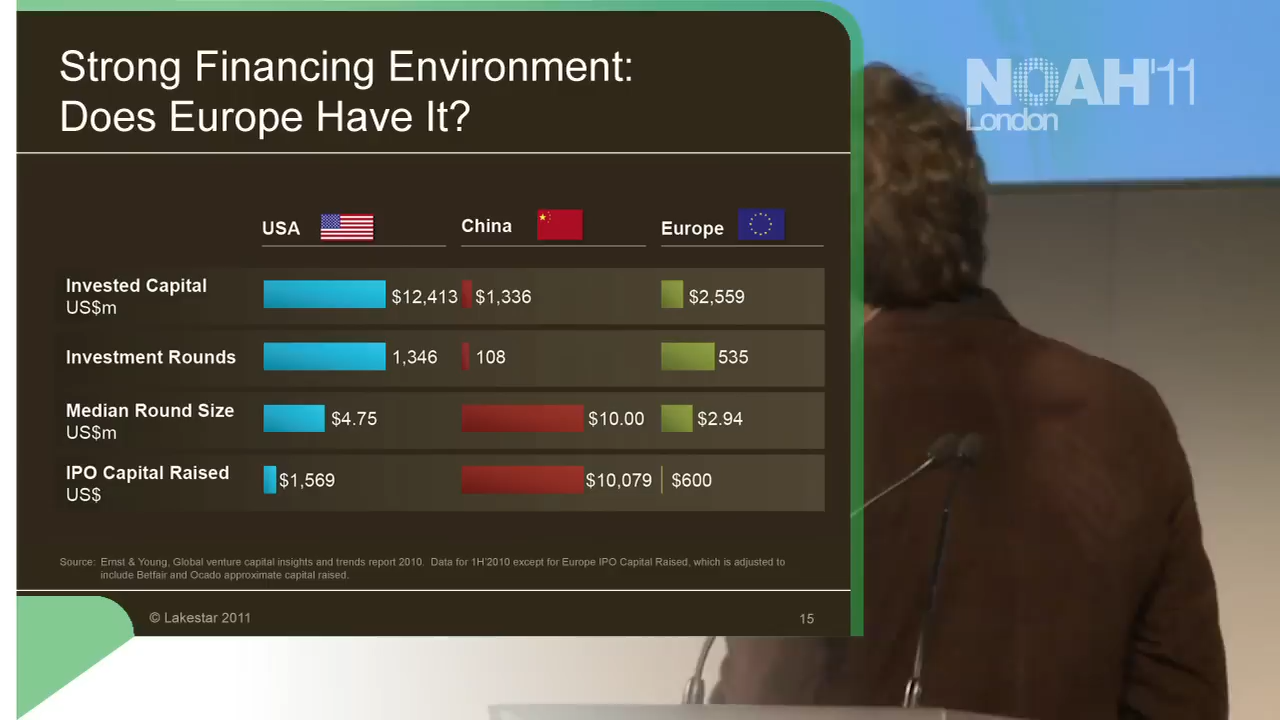 Strong Financing Environment:
Does Europe Have It?
NOAH'11
London
USA China Europe
Invested Capital
US$m
$12,413 $1,336 $2,559
Investment Rounds 1,346 108 535
Median Round Size
US$m
$4.75 $10.00 $2.94
IPO Capital Raised
US$
$1,569 $10,079 $600
Source: Ernst & Young, Global venture capital insights and trends report 2010. Data for 1H'2010 except for Europe IPO Capital Raised, which is adjusted to
include Betfair and Ocado approximate capital raised.
© Lakestar 2011 15